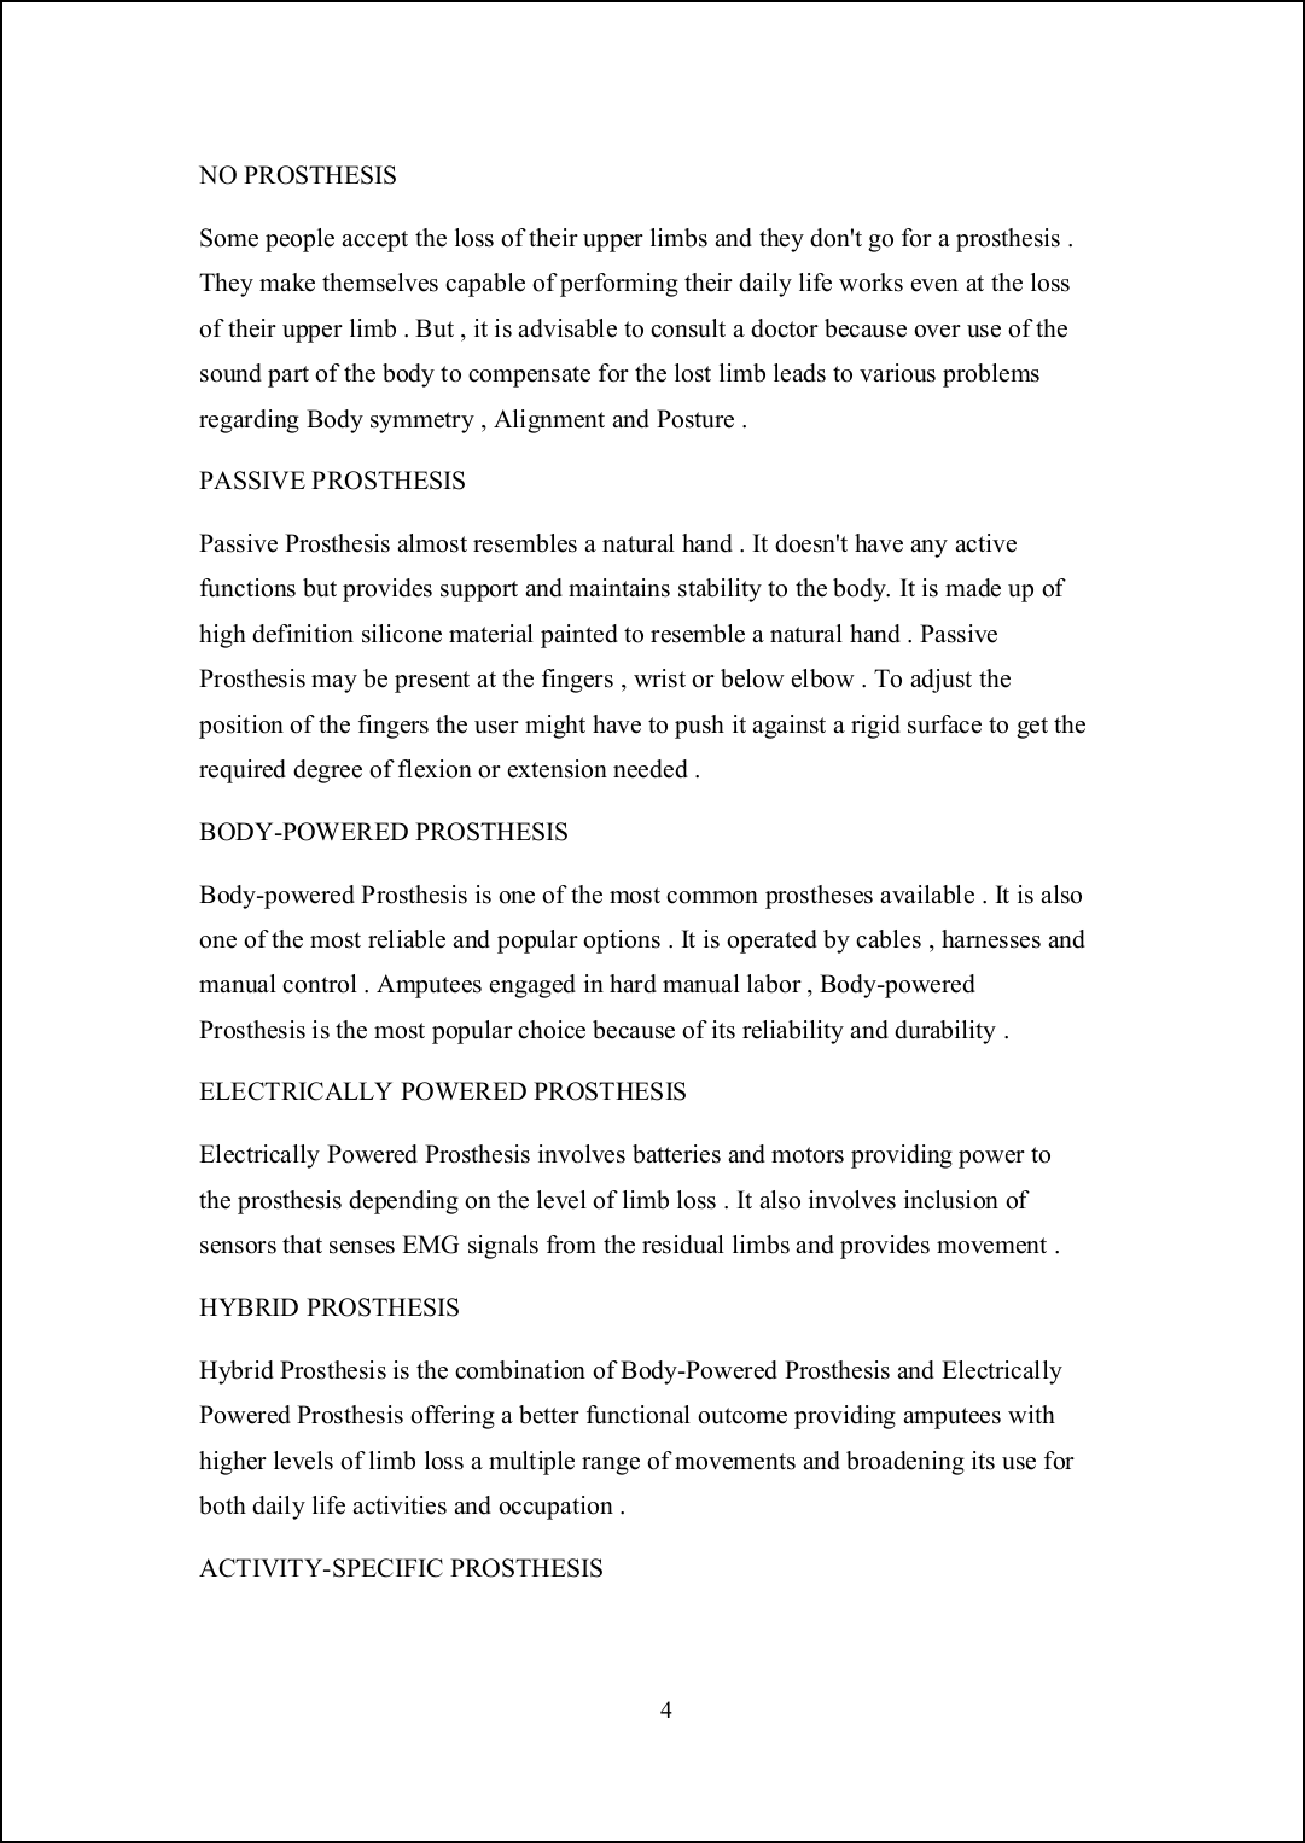 NO PROSTHESIS
Some people accept the loss of their upper limbs and they don't go for a prosthesis .
They make themselves capable of performing their daily life works even at the loss
of their upper limb . But , it is advisable to consult a doctor because over use of the
sound part of the body to compensate for the lost limb leads to various problems
regarding Body symmetry , Alignment and Posture .
PASSIVE PROSTHESIS
Passive Prosthesis almost resembles a natural hand . It doesn't have any active
functions but provides support and maintains stability to the body. It is made up of
high definition silicone material painted to resemble a natural hand . Passive
Prosthesis may be present at the fingers , wrist or below elbow . To adjust the
position of the fingers the user might have to push it against a rigid surface to get the
required degree of flexion or extension needed .
BODY-POWERED PROSTHESIS
Body-powered Prosthesis is one of the most common prostheses available . It is also
one of the most reliable and popular options . It is operated by cables , harnesses and
manual control . Amputees engaged in hard manual labor , Body-powered
Prosthesis is the most popular choice because of its reliability and durability .
ELECTRICALLY POWERED PROSTHESIS
Electrically Powered Prosthesis involves batteries and motors providing power to
the prosthesis depending on the level of limb loss . It also involves inclusion of
sensors that senses EMG signals from the residual limbs and provides movement .
HYBRID PROSTHESIS
Hybrid Prosthesis is the combination of Body-Powered Prosthesis and Electrically
Powered Prosthesis offering a better functional outcome providing amputees with
higher levels of limb loss a multiple range of movements and broadening its use for
both daily life activities and occupation .
ACTIVITY-SPECIFIC PROSTHESIS
4